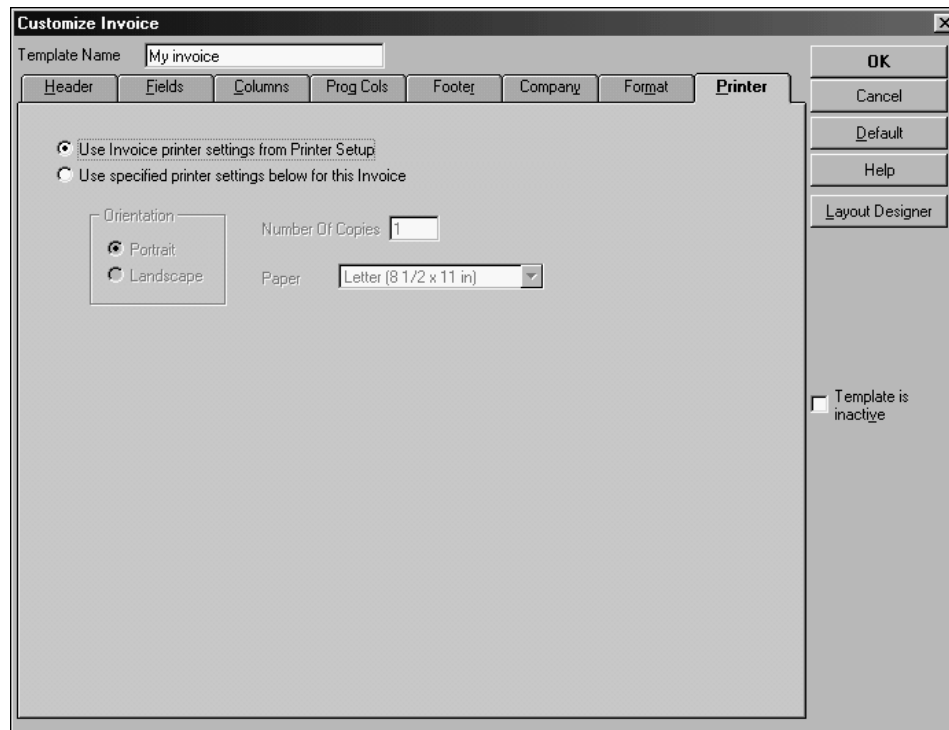 Customize Invoice
Template Name My invoice
Header Fields Columns Prog Cols Footer Company Format Printer
OK
Cancel
Default
Help
Layout Designer
Use Invoice printer settings from Printer Setup
Use specified printer settings below for this Invoice
Orientation
Portrait
Landscape
Number Of Copies 1
Paper Letter (8 1/2 x 11 in)
Template is
inactive